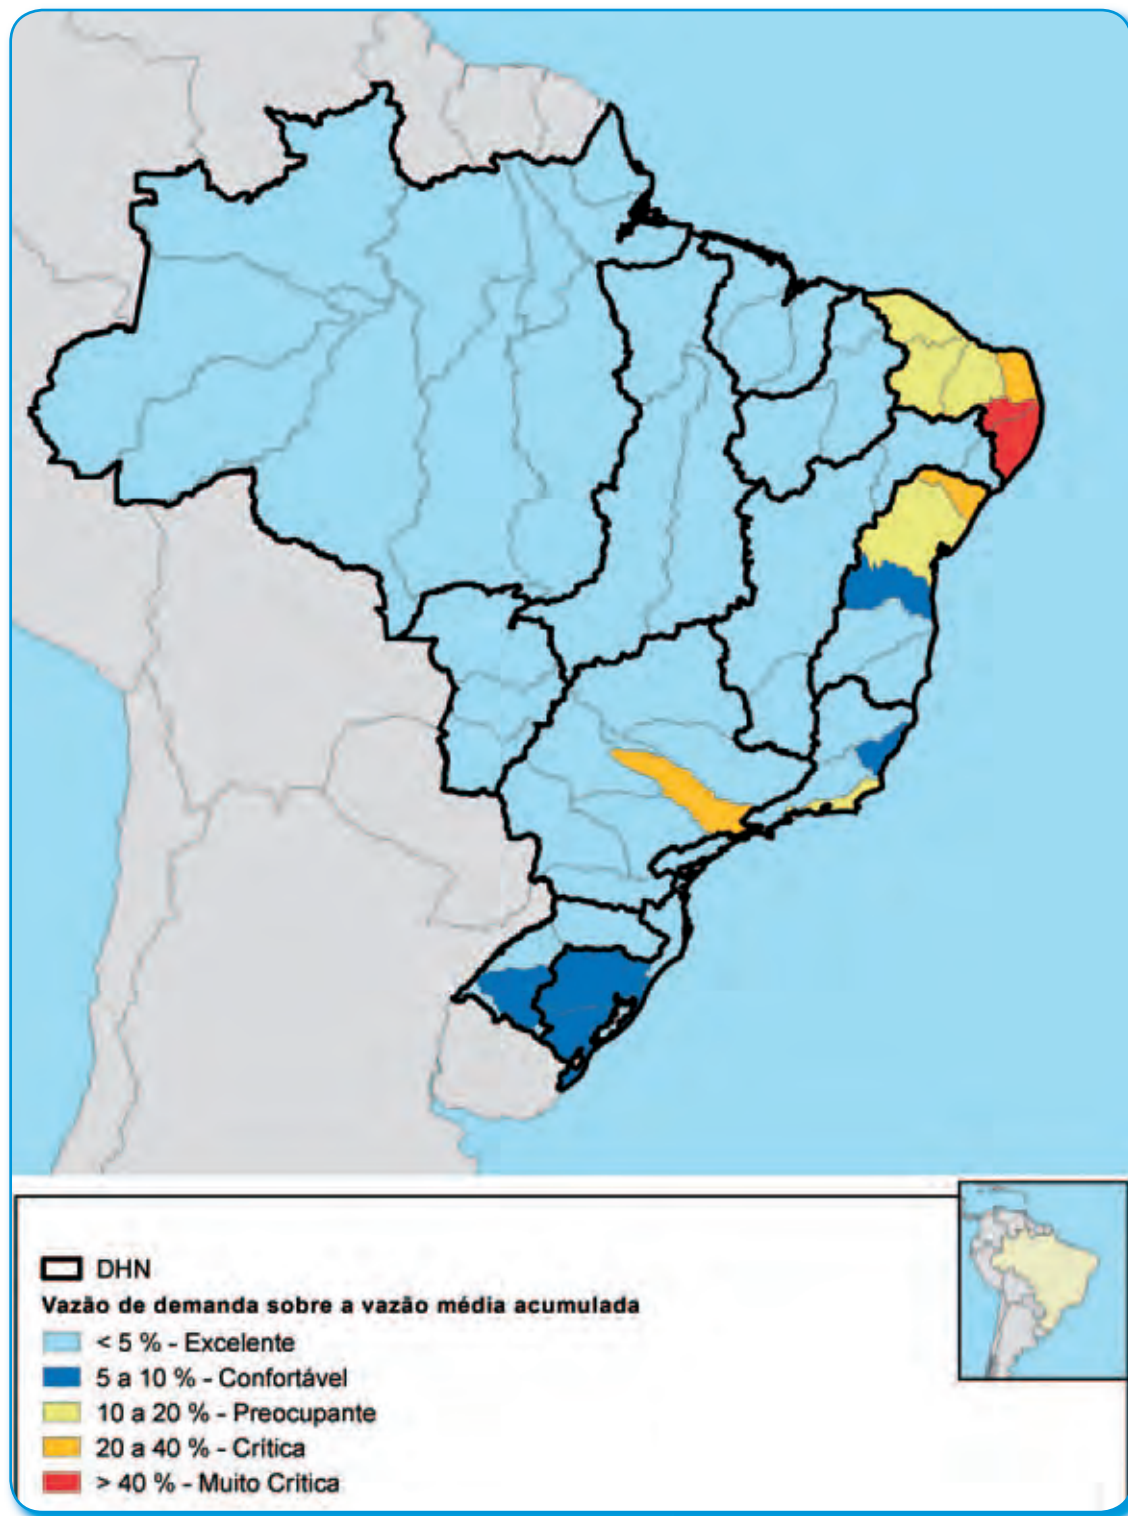 DHN
Vazão de demanda sobre a vazão média acumulada
< 5 % - Excelente
5 a 10 % - Confortável
10 a 20 % - Preocupante
20 a 40 % - Crítica
> 40 % - Muito Crítica